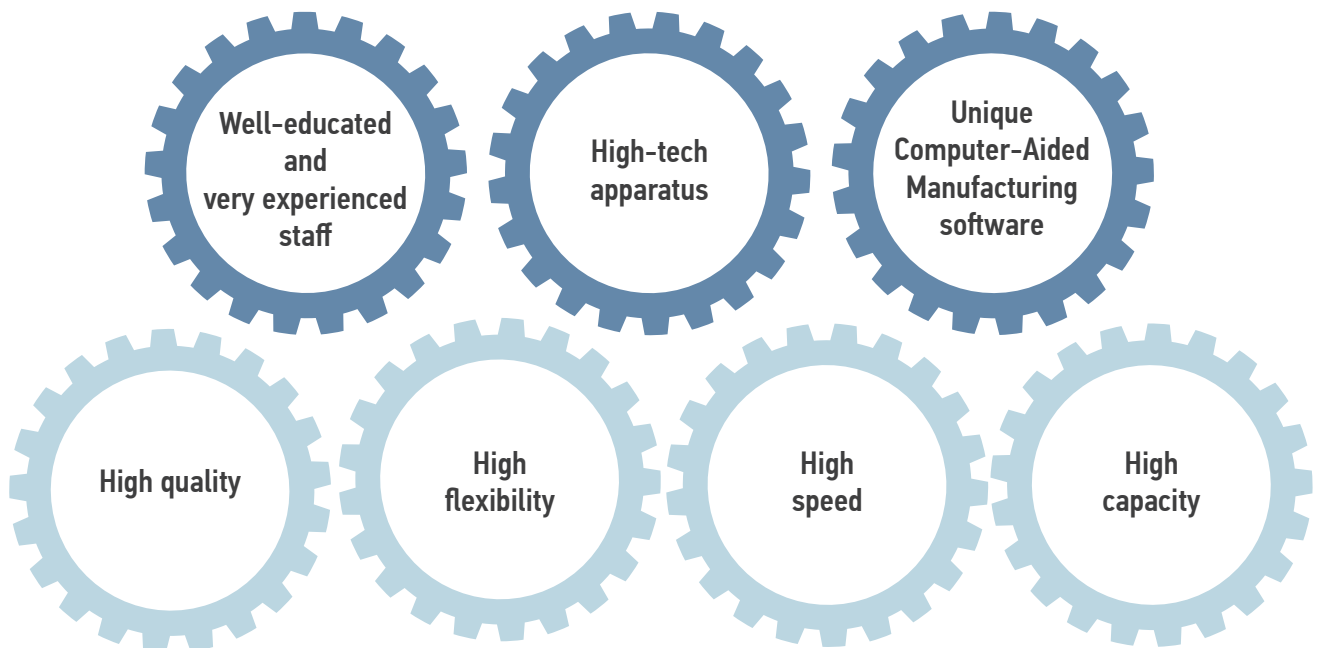 Well-educated
and
very experienced
staff
High-tech
apparatus
Unique
Computer-Aided
Manufacturing
software
High quality
High
flexibility
High
speed
High
capacity